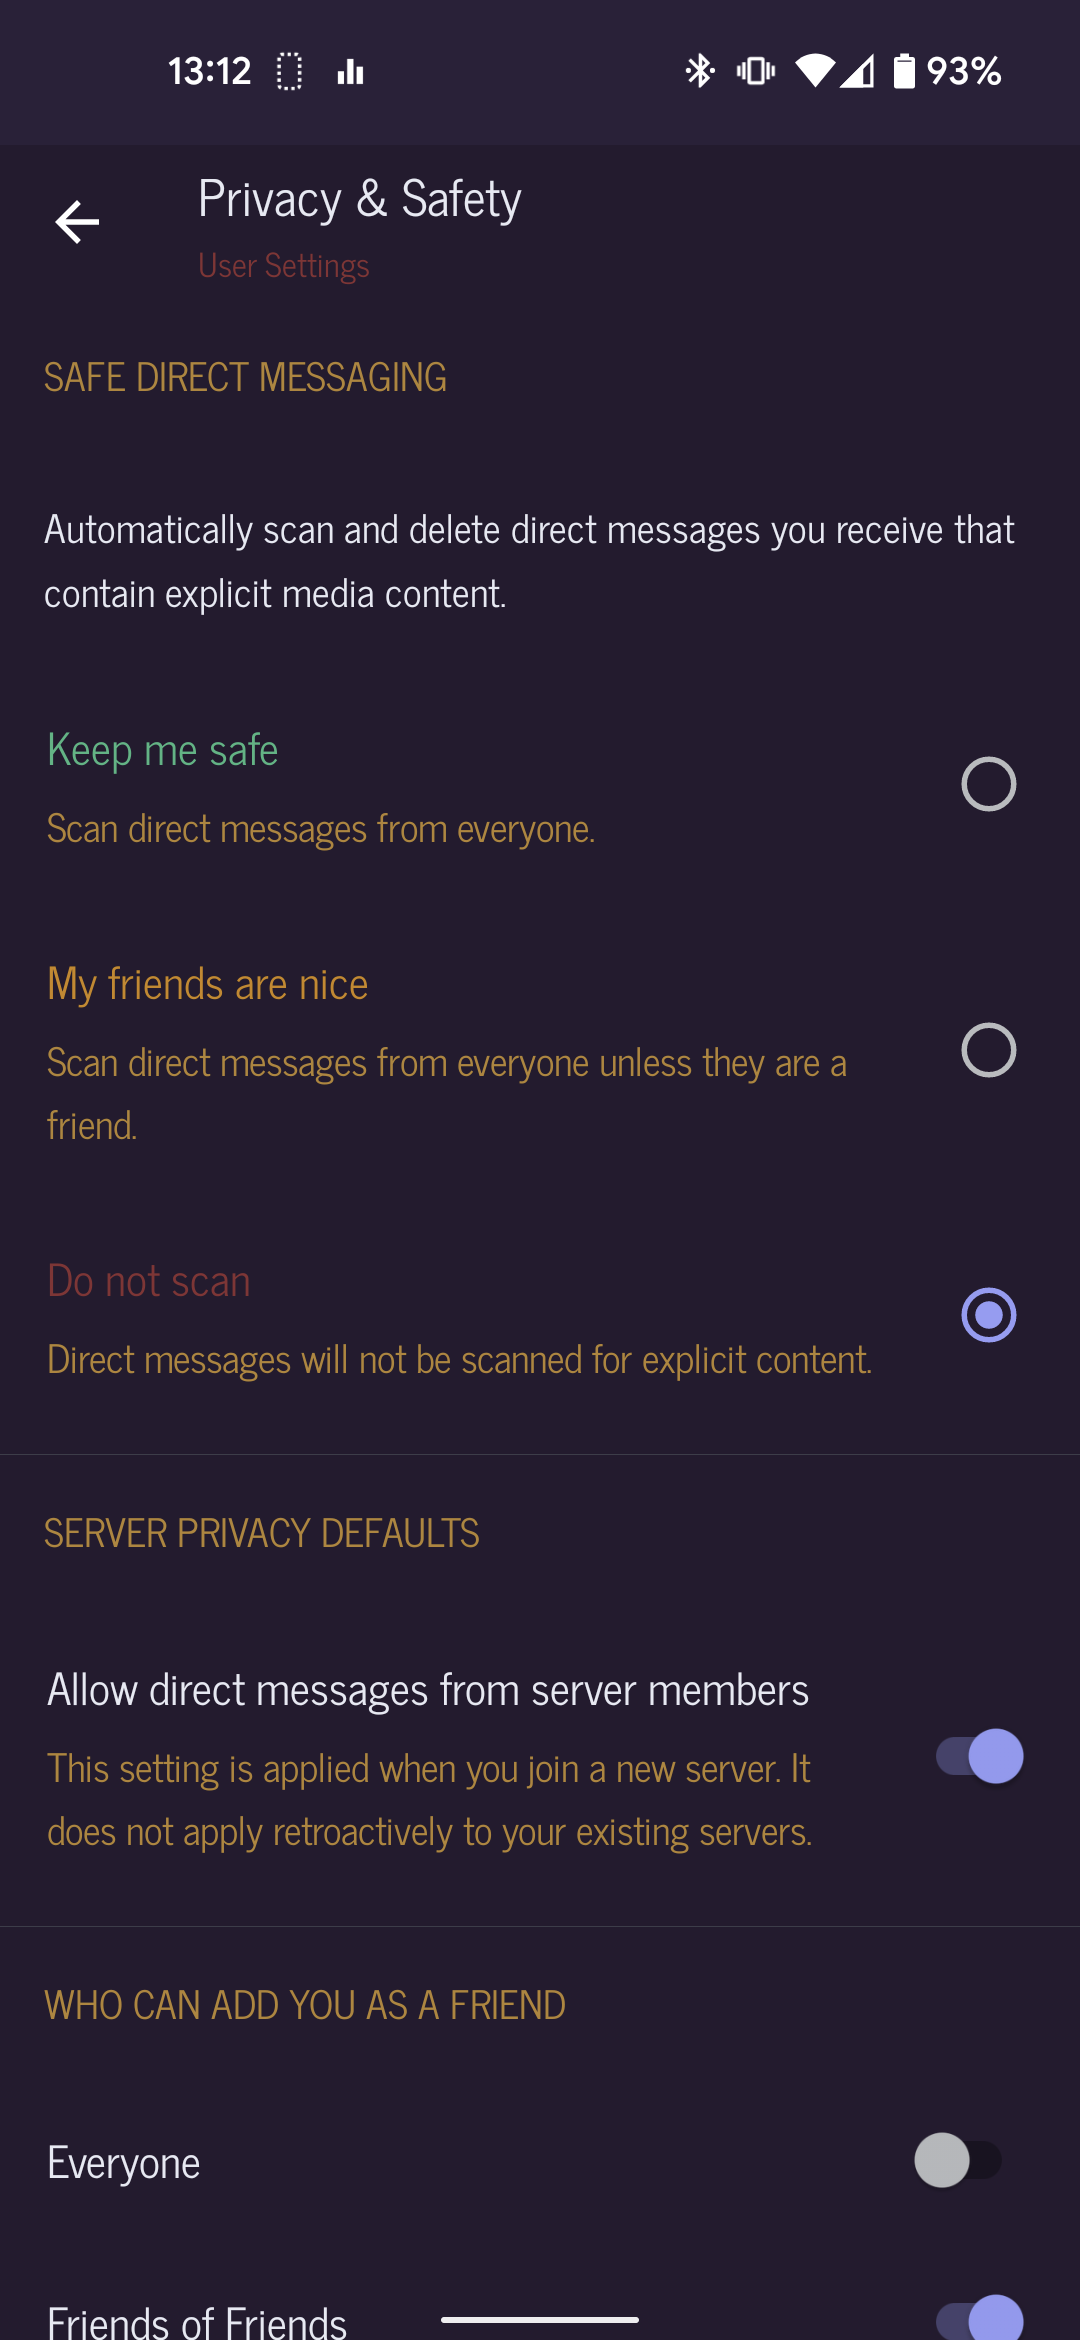 13:12
93%
Privacy & Safety
User Settings
SAFE DIRECT MESSAGING
Automatically scan and delete direct messages you receive that
contain explicit media content.
Keep me safe
Scan direct messages from everyone.
My friends are nice
Scan direct messages from everyone unless they are a
friend.
Do not scan
Direct messages will not be scanned for explicit content.
SERVER PRIVACY DEFAULTS
Allow direct messages from server members
This setting is applied when you join a new server. It
does not apply retroactively to your existing servers.
WHO CAN ADD YOU AS A FRIEND
Everyone
Friends of Friends